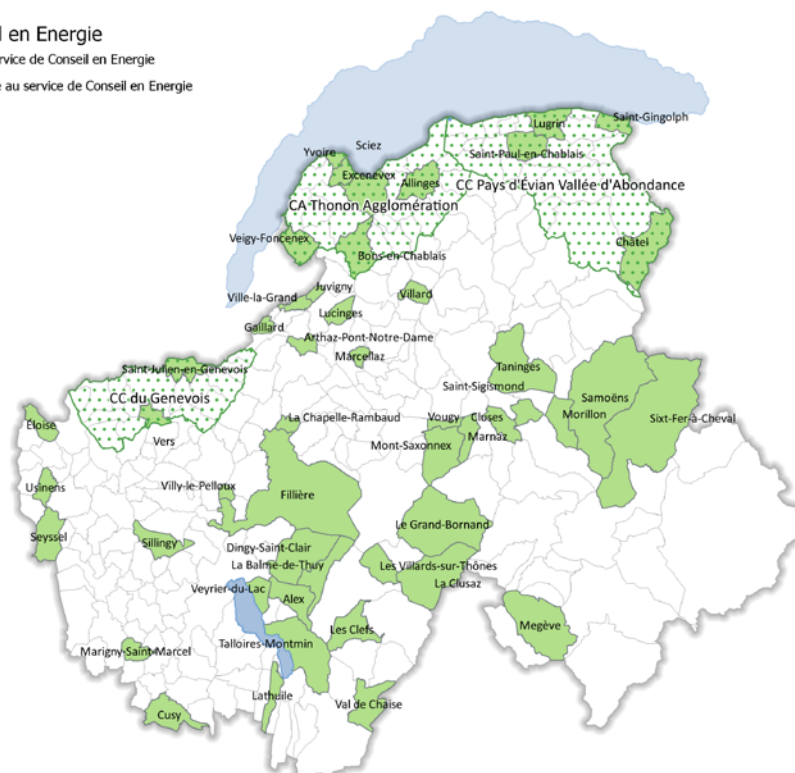 en Energie
rvice de Conseil en Energie
au service de Conseil en Energie
Saint-Gingolph
Lugrin
Sciez
Yvoire
Saint-Paul-en-Chablais
Excenevex
Allinges
CC Pays d'Évian Vallée d'Abondance
CA Thonon Agglomération
Veigy-Foncenex
Châtel
Bons-en-Chablais
Juvigny
Ville-la-Grand
Villard
Lucinges
Gaillard
Arthaz-Pont-Notre-Dame
Marcellaz
Saint-Julien-en-Genevois
Taninges
Saint-Sigismond
CC du Genevois
Samoëns
Morillon
Sixt-Fer-à-Cheval
La Chapelle-Rambaud
Vougy
Closes
Éloise
Marnaz
Vers
Mont-Saxonnex
Usinens
Villy-le-Pelloux
Fillière
Le Grand-Bornand
Seyssel
Sillingy
Dingy-Saint-Clair
La Balme-de-Thuy
Les Villards-sur-Thônes
La Clusaz
Veyrier-du-Lac
Alex
Les Clefs
Megève
Talloires-Montmin
Marigny-Saint-Marcel
Lathuile
Val de Chaise
Cusy